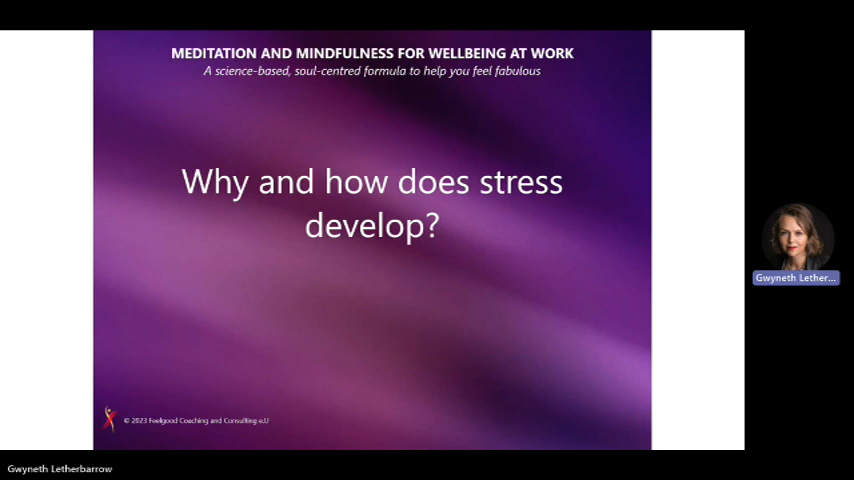 MEDITATION AND MINDFULNESS FOR WELLBEING AT WORK
A science-based, soul-centred formula to help you feel fabulous
Why and how does stress
develop?
Gwyneth Lether...
© 2023 Feelgood Coaching and Consulting e.U
Gwyneth Letherbarrow